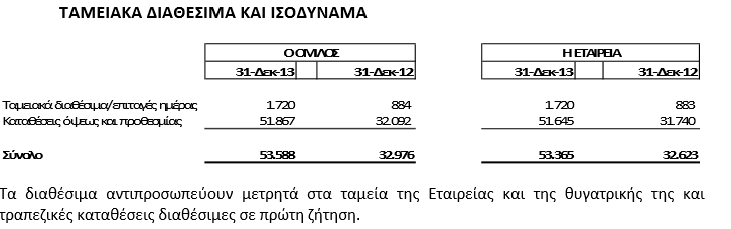 ΤΑΜΕΙΑΚΑ ΔΙΑΘΕΣΙΜΑ ΚΑΙ ΙΣΟΔΥΝΑΜΑ
Ο ΟΜΙΛΟΣ Η ΕΤΑΙΡΕΙΑ
31-Δεκ-13 31-Δεκ-12 31-Δεκ-13 31-Δεκ-12
Ταμειακά διαθέσιμα/επιταγές ημέρας 1.720 884 1.720 883
Καταθέσεις όψεως και προθεσμίας 51.867 32.092 51.645 31.740
Σύνολο 53.588 32.976 53.365 32.623
Τα διαθέσιμα αντιπροσωπεύουν μετρητά στα ταμεία της Εταιρείας και της θυγατρικής της και
τραπεζικές καταθέσεις διαθέσιμες σε πρώτη ζήτηση.